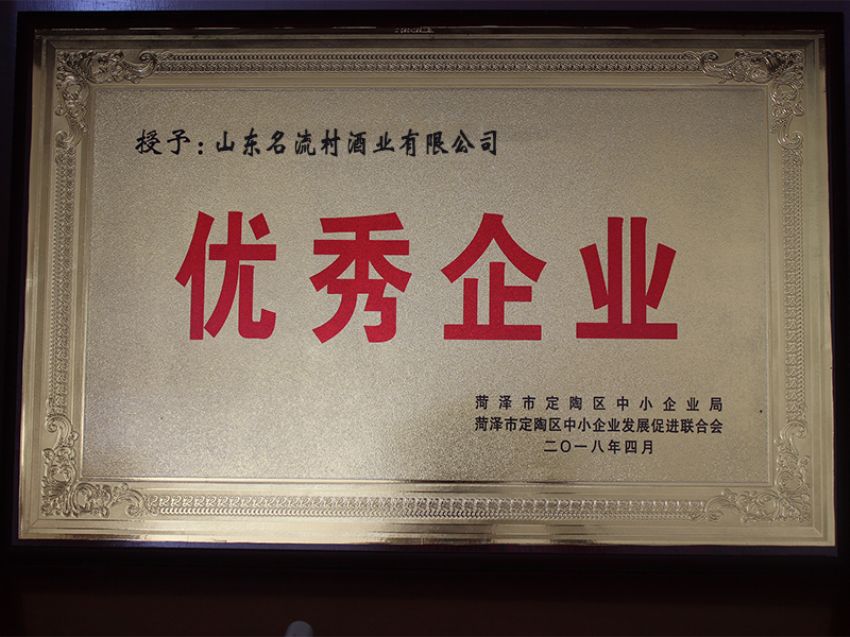 授予：山东名流村酒业有限公司
优秀企业
菏泽市定陶区中小企业局
菏泽市定陶区中小企业发展促进联合会
二〇一八年四月